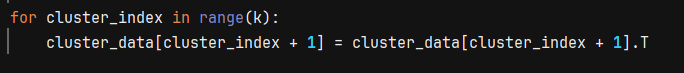 for cluster_index in range(k):
    cluster_data[cluster_index + 1] = cluster_data[cluster_index + 1].T